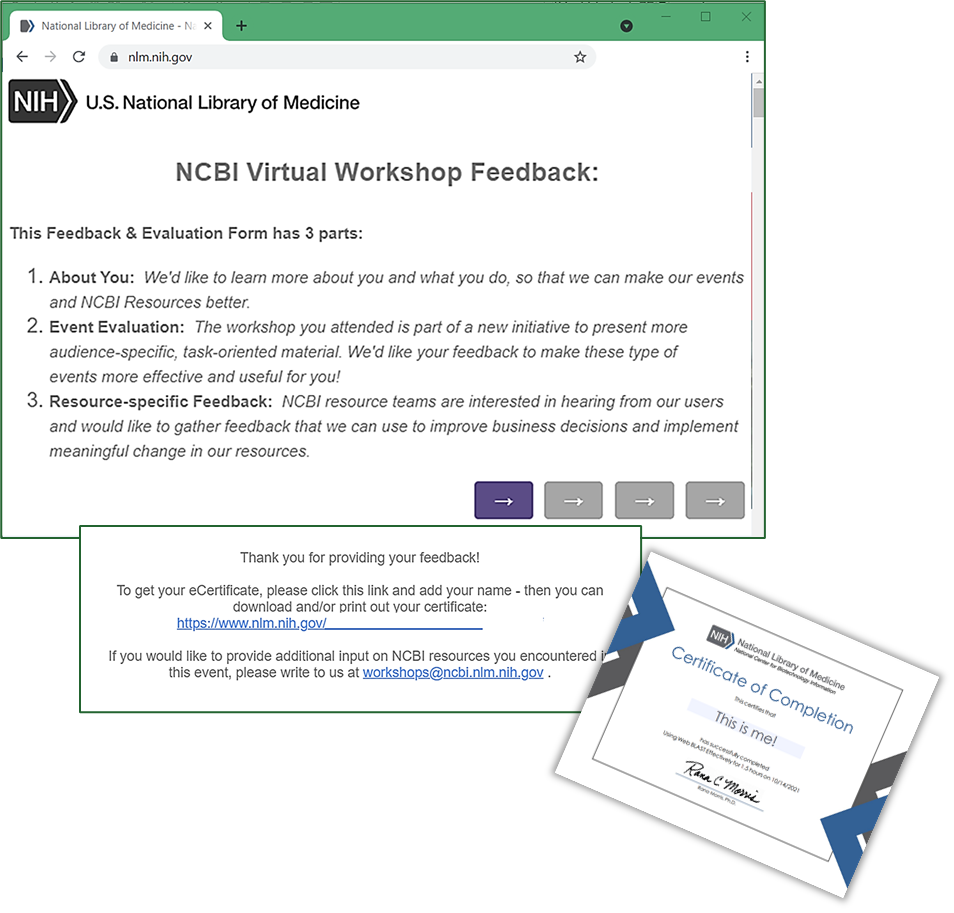 National Library of Medicine - Na
nlm.nih.gov
NIH U.S. National Library of Medicine
NCBI Virtual Workshop Feedback:
This Feedback & Evaluation Form has 3 parts:
1. About You: We'd like to learn more about you and what you do, so that we can make our events
and NCBI Resources better.
2. Event Evaluation: The workshop you attended is part of a new initiative to present more
audience-specific, task-oriented material. We'd like your feedback to make these type of
events more effective and useful for you!
3. Resource-specific Feedback: NCBI resource teams are interested in hearing from our users
and would like to gather feedback that we can use to improve business decisions and implement
meaningful change in our resources.
→ → → →
Thank you for providing your feedback!
To get your eCertificate, please click this link and add your name - then you can
download and/or print out your certificate:
https://www.nlm.nih.gov/
If you would like to provide additional input on NCBI resources you encountered i
this event, please write to us at workshops@ncbi.nlm.nih.gov .
NIH National Library of Medicine
National Center for Biotechnology Information
Certificate of Completion
This certifies that
This is me!
has successfully completed
Using Web BLAST Effectively for 1.5 hours on 10/14/2021
Rana C Morris
Rana Morris, Ph.D.